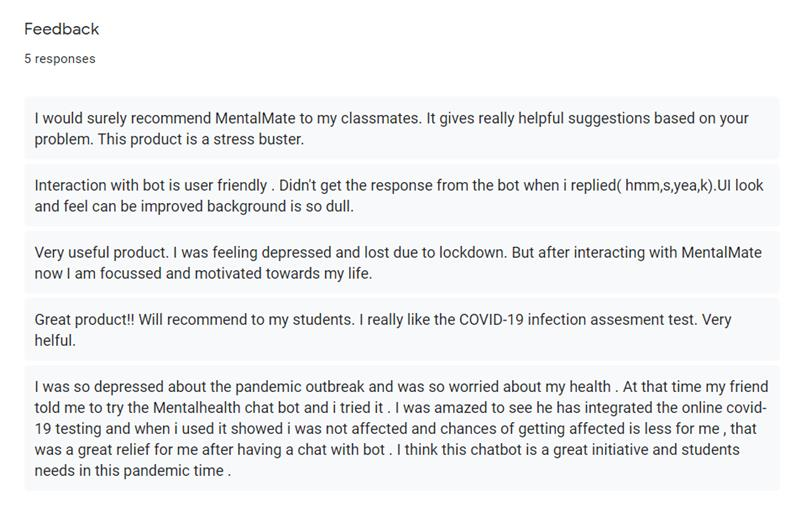 Feedback
5 responses
I would surely recommend MentalMate to my classmates. It gives really helpful suggestions based on your
problem. This product is a stress buster.
Interaction with bot is user friendly . Didn't get the response from the bot when i replied( hmm,s,yea,k).UI look
and feel can be improved background is so dull.
Very useful product. I was feeling depressed and lost due to lockdown. But after interacting with MentalMate
now I am focussed and motivated towards my life.
Great product!! Will recommend to my students. I really like the COVID-19 infection assesment test. Very
helful.
I was so depressed about the pandemic outbreak and was so worried about my health . At that time my friend
told me to try the Mentalhealth chat bot and i tried it . I was amazed to see he has integrated the online covid-
19 testing and when i used it showed i was not affected and chances of getting affected is less for me , that
was a great relief for me after having a chat with bot . I think this chatbot is a great initiative and students
needs in this pandemic time .